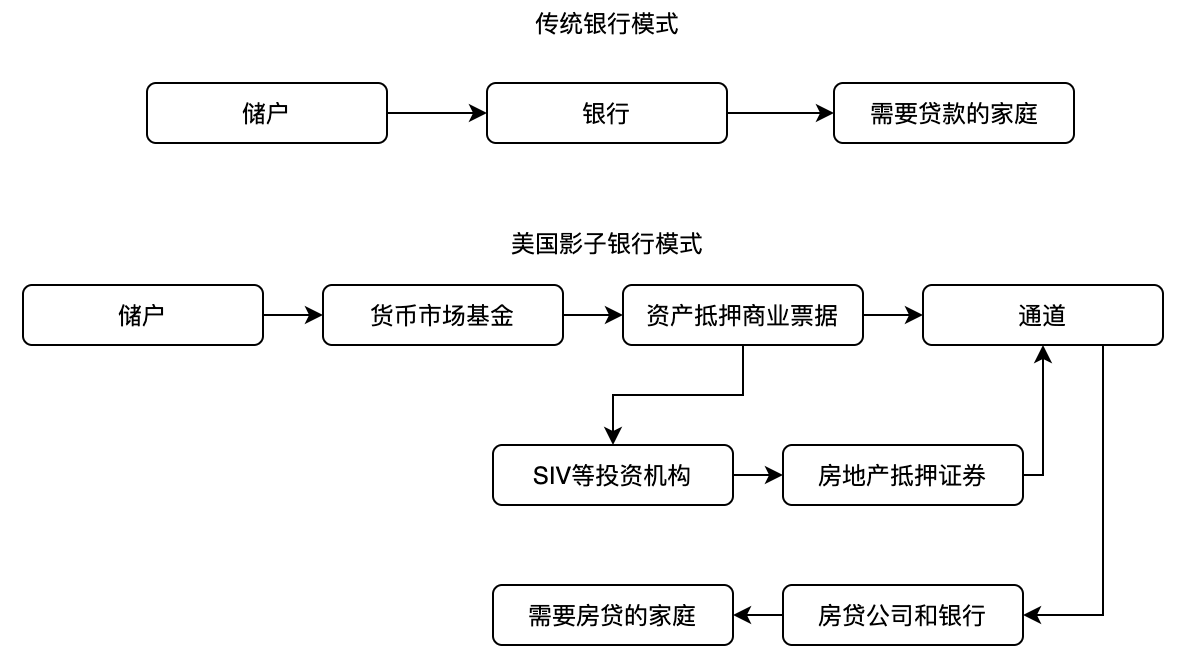 传统银行模式
储户
银行
需要贷款的家庭
美国影子银行模式
储户
货币市场基金
资产抵押商业票据
通道
SIV等投资机构
房地产抵押证券
需要房贷的家庭
房贷公司和银行